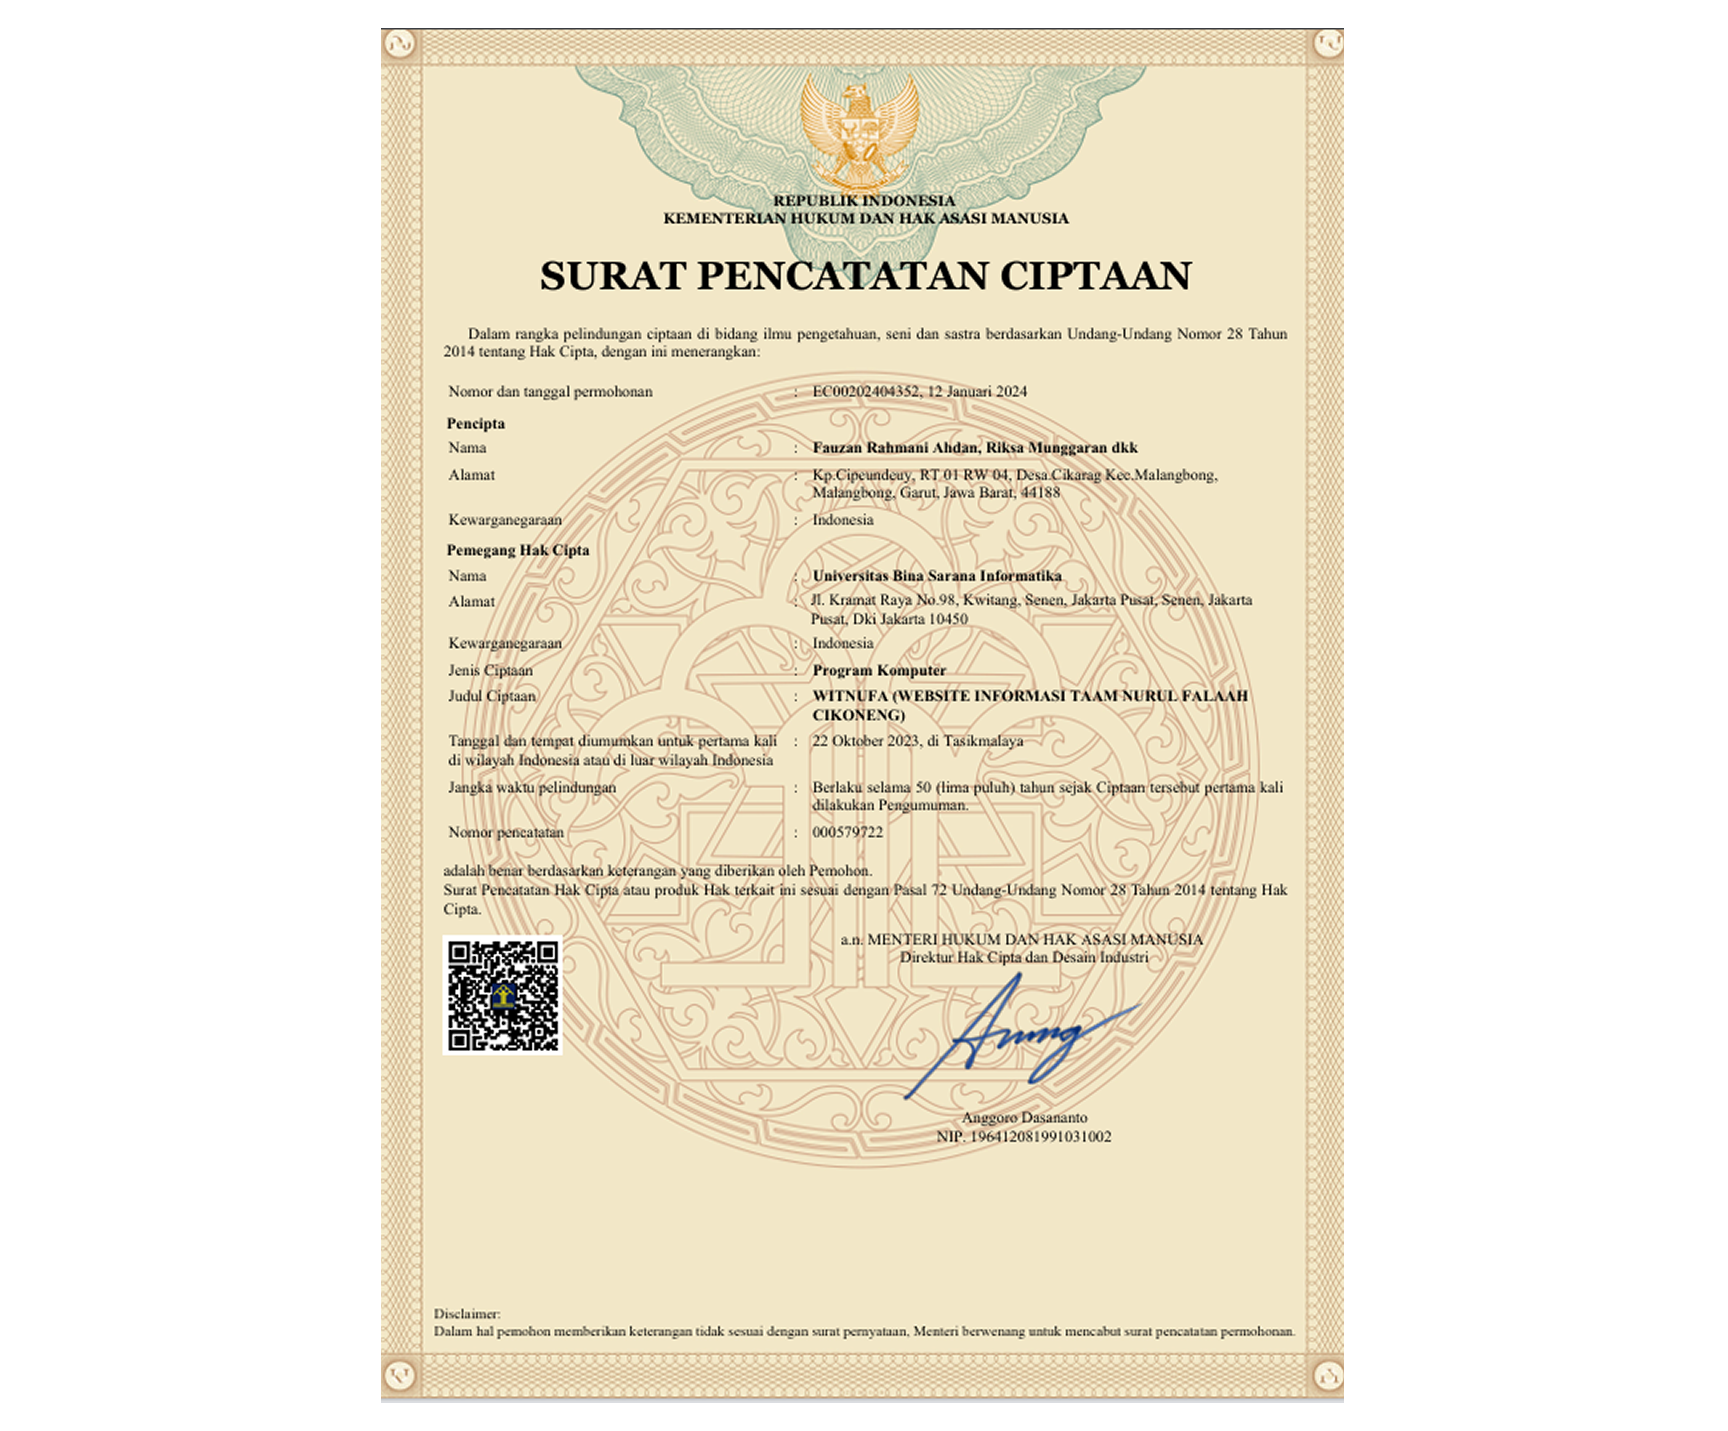 REPUBLIK INDONESIA
KEMENTERIAN HUKUM DAN HAK ASASI MANUSIA
SURAT PENCATATAN CIPTAAN
Dalam rangka pelindungan ciptaan di bidang ilmu pengetahuan, seni dan sastra berdasarkan Undang-Undang Nomor 28 Tahun
2014 tentang Hak Cipta, dengan ini menerangkan:
Nomor dan tanggal permohonan : EC00202404352, 12 Januari 2024
Pencipta
Nama : Fauzan Rahmani Ahdan, Riksa Munggaran dkk
Alamat : Kp.Cipeundeuy, RT 01 RW 04, Desa.Cikarag Kec.Malangbong,
Malangbong, Garut, Jawa Barat, 44188
Kewarganegaraan : Indonesia
Pemegang Hak Cipta
Nama : Universitas Bina Sarana Informatika
Alamat : Jl. Kramat Raya No.98, Kwitang, Senen, Jakarta Pusat, Senen, Jakarta
Pusat, Dki Jakarta 10450
Kewarganegaraan : Indonesia
Jenis Ciptaan : Program Komputer
Judul Ciptaan : WITNUFA (WEBSITE INFORMASI TAAM NURUL FALAAH
CIKONENG)
Tanggal dan tempat diumumkan untuk pertama kali : 22 Oktober 2023, di Tasikmalaya
di wilayah Indonesia atau di luar wilayah Indonesia
Jangka waktu pelindungan : Berlaku selama 50 (lima puluh) tahun sejak Ciptaan tersebut pertama kali
dilakukan Pengumuman.
Nomor pencatatan : 000579722
adalah benar berdasarkan keterangan yang diberikan oleh Pemohon.
Surat Pencatatan Hak Cipta atau produk Hak terkait ini sesuai dengan Pasal 72 Undang-Undang Nomor 28 Tahun 2014 tentang Hak
Cipta.
a.n. MENTERI HUKUM DAN HAK ASASI MANUSIA
Direktur Hak Cipta dan Desain Industri
Anggoro Dasananto
NIP. 196412081991031002
Disclaimer:
Dalam hal pemohon memberikan keterangan tidak sesuai dengan surat pernyataan, Menteri berwenang untuk mencabut surat pencatatan permohonan.